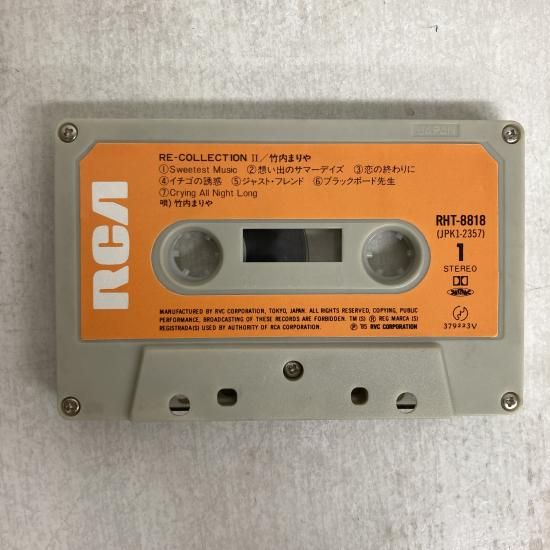 JAPAN
RCA
RE-COLLECTION II/竹内まりや
①Sweetest Music ②想い出のサマーデイズ ③恋の終わりに
④イチゴの誘惑 ⑤ジャスト・フレンド ⑥ブラックボード先生
⑦Crying All Night Long
唄)竹内まりや
RHT-8818
(JPK1-2357)
1
STEREO
MANUFACTURED BY RVC CORPORATION, TOKYO, JAPAN. ALL RIGHTS RESERVED, COPYING, PUBLIC
PERFORMANCE, BROADCASTING OF THESE RECORDS ARE FORBIDDEN. TM(S) Ⓡ REG MARCA(S)
REGISTRADA(S) USED BY AUTHORITY OF RCA CORPORATION. Ⓟ '85 RVC CORPORATION